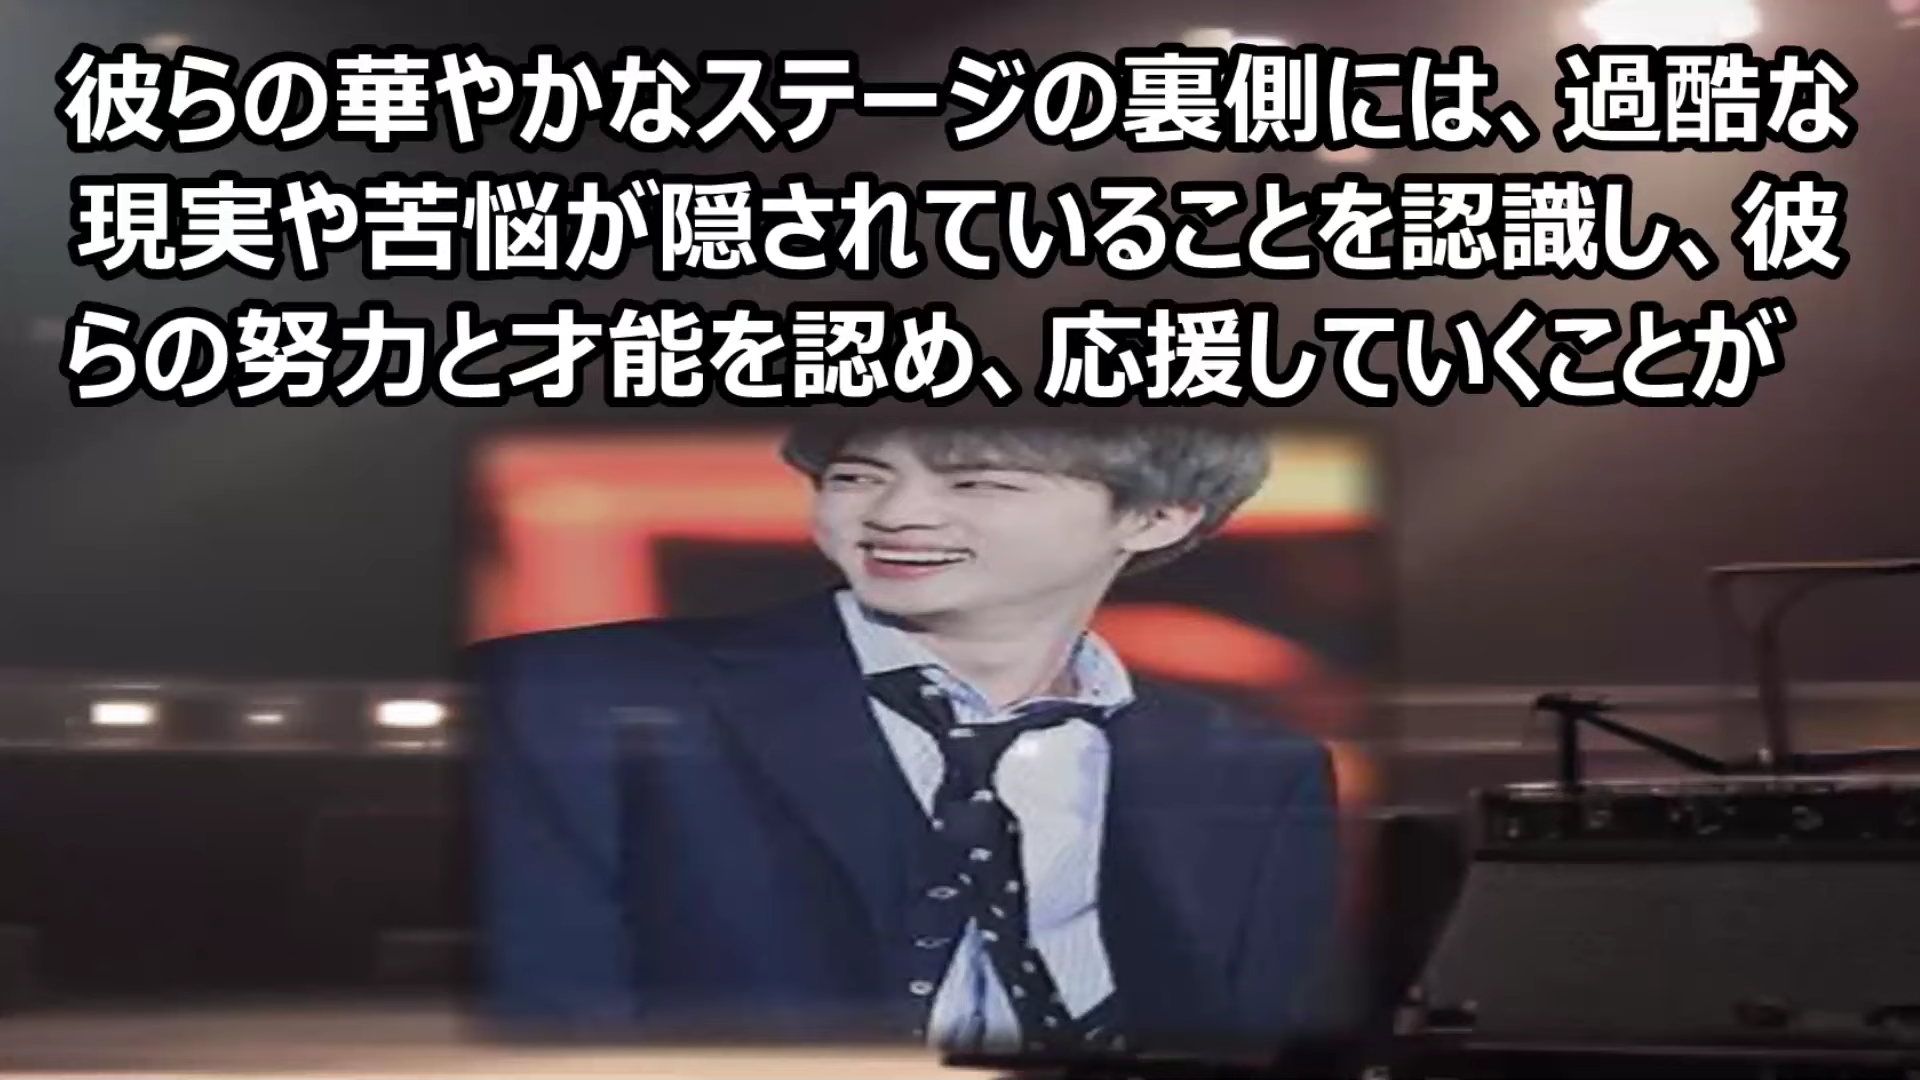 彼らの華やかなステージの裏側には、過酷な
現実や苦悩が隠されていることを認識し、彼
らの努力と才能を認め、応援していくことが